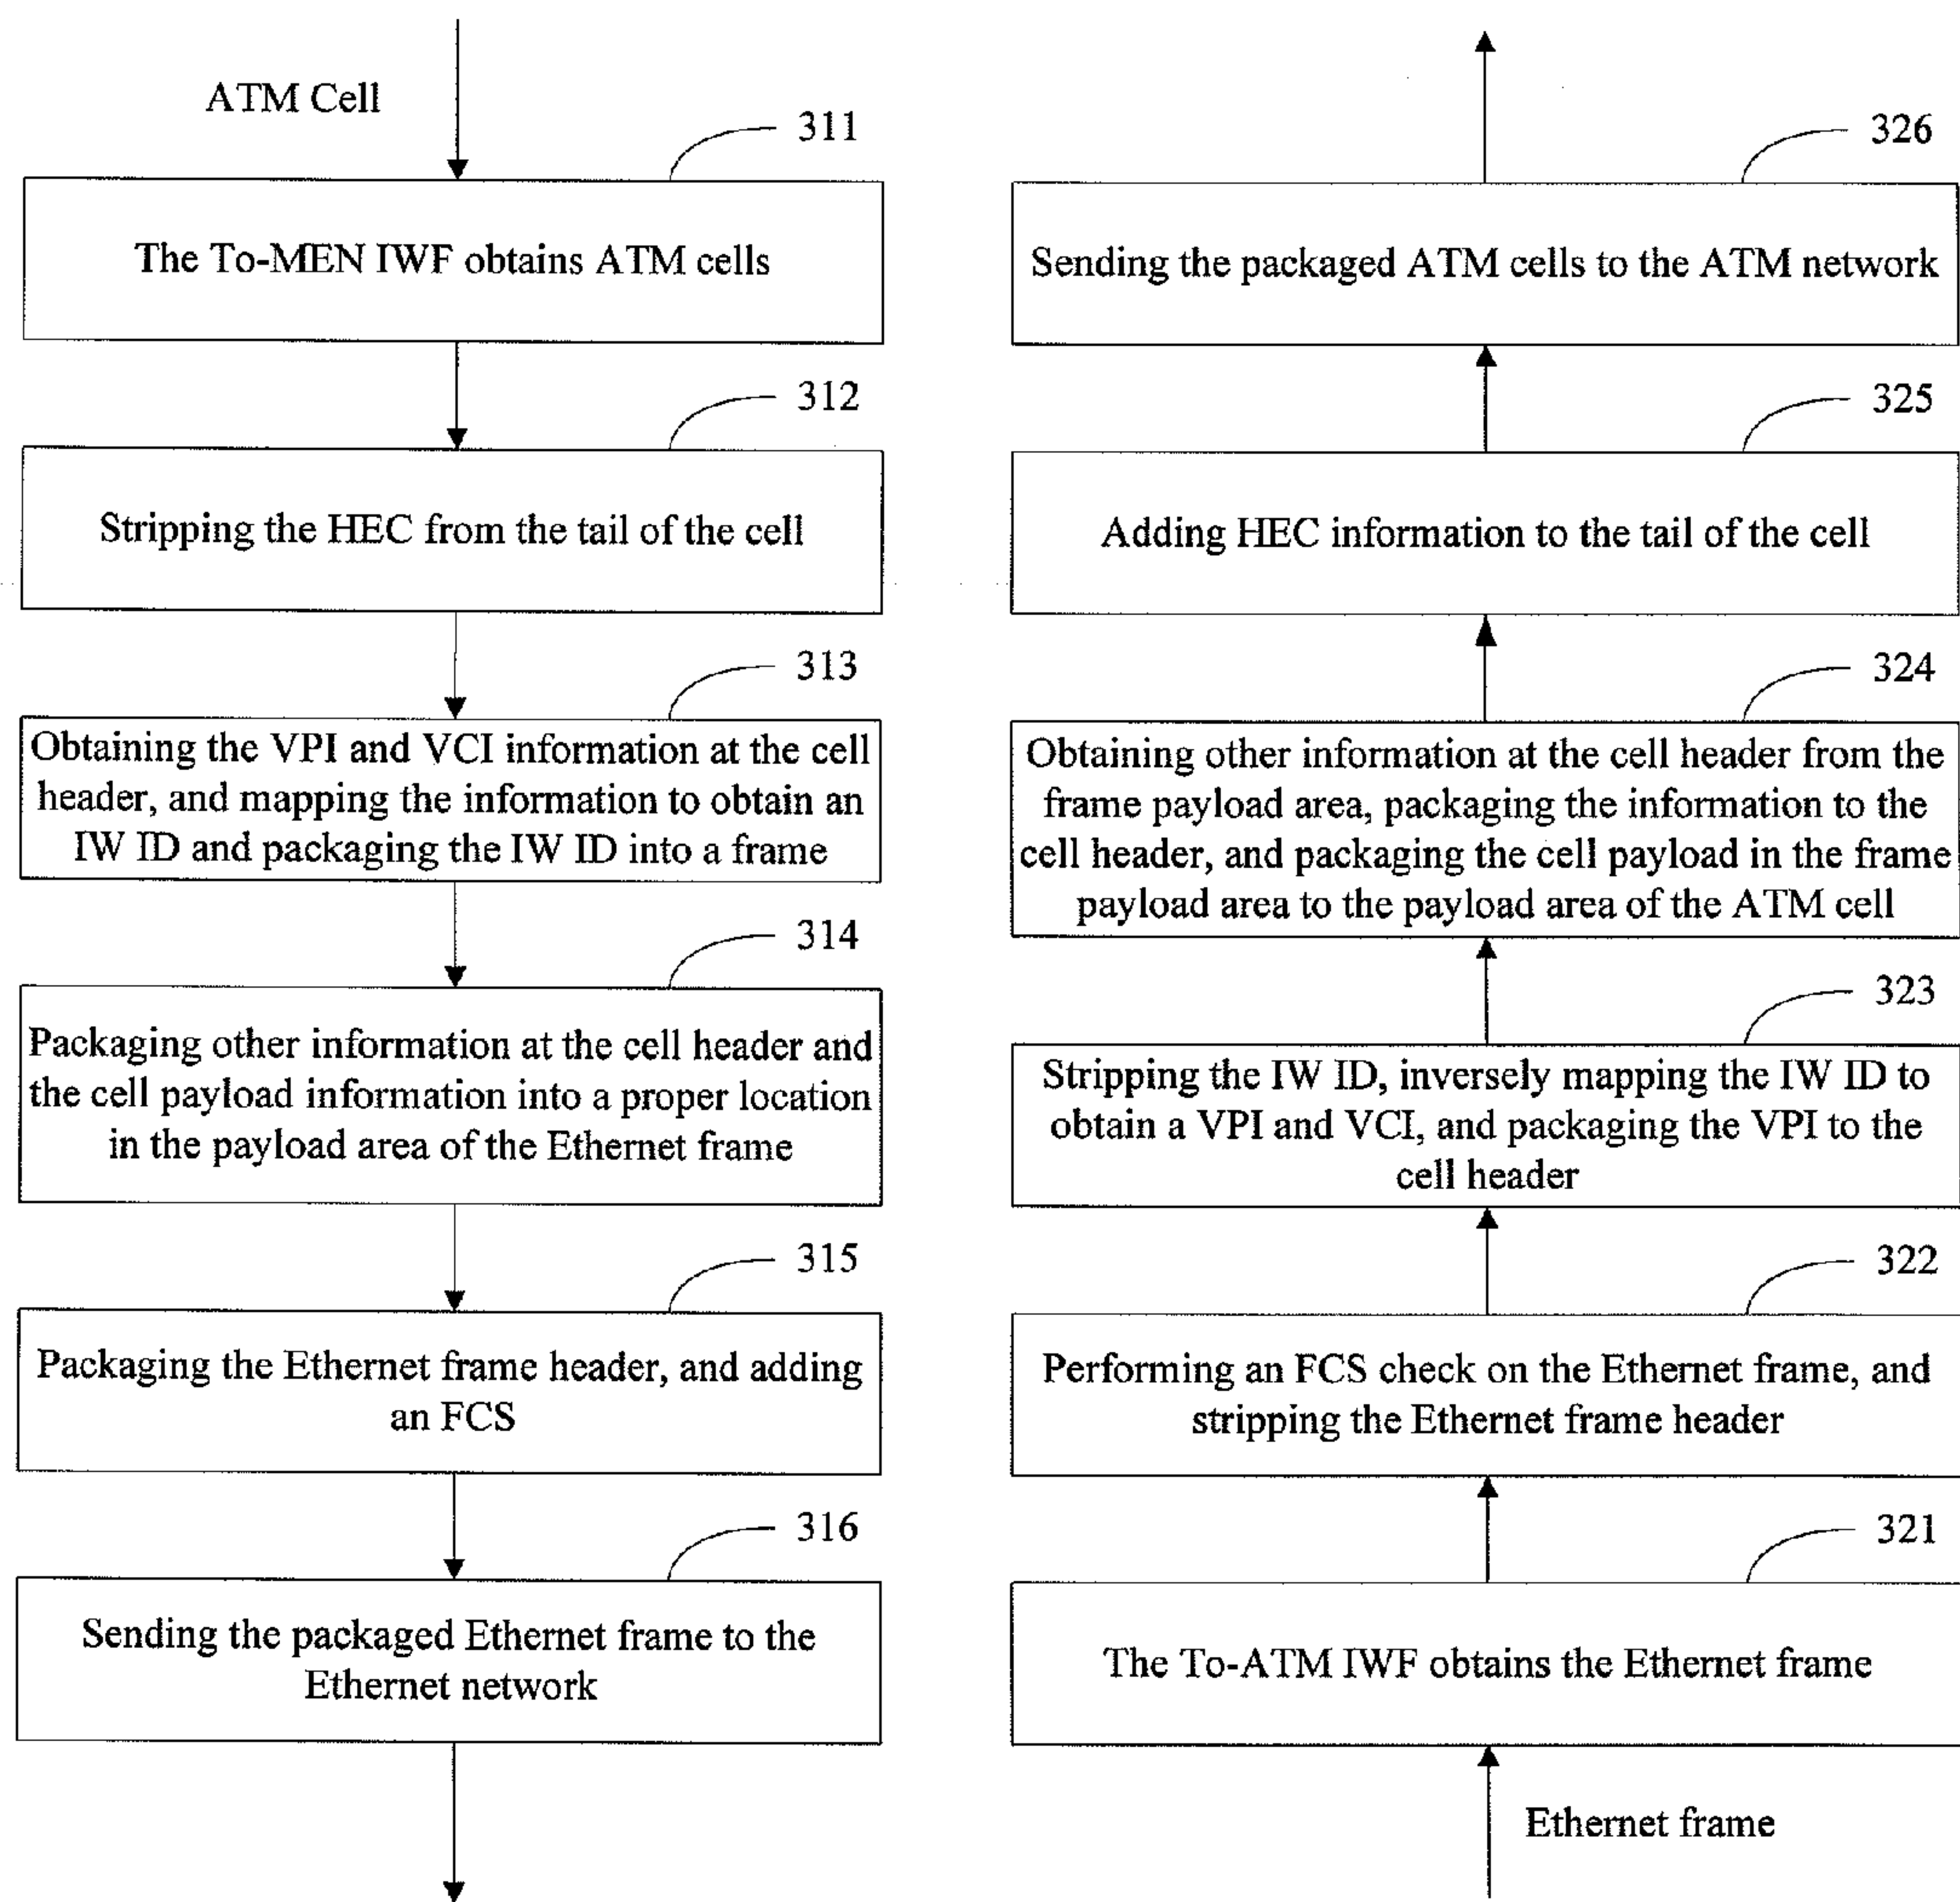 ATM Cell
311
The To-MEN IWF obtains ATM cells
312
Stripping the HEC from the tail of the cell
313
Obtaining the VPI and VCI information at the cell
header, and mapping the information to obtain an
IW ID and packaging the IW ID into a frame
314
Packaging other information at the cell header and
the cell payload information into a proper location
in the payload area of the Ethernet frame
315
Packaging the Ethernet frame header, and adding
an FCS
316
Sending the packaged Ethernet frame to the
Ethernet network
326
Sending the packaged ATM cells to the ATM network
325
Adding HEC information to the tail of the cell
324
Obtaining other information at the cell header from the
frame payload area, packaging the information to the
cell header, and packaging the cell payload in the frame
payload area to the payload area of the ATM cell
323
Stripping the IW ID, inversely mapping the IW ID to
obtain a VPI and VCI, and packaging the VPI to the
cell header
322
Performing an FCS check on the Ethernet frame, and
stripping the Ethernet frame header
321
The To-ATM IWF obtains the Ethernet frame
Ethernet frame